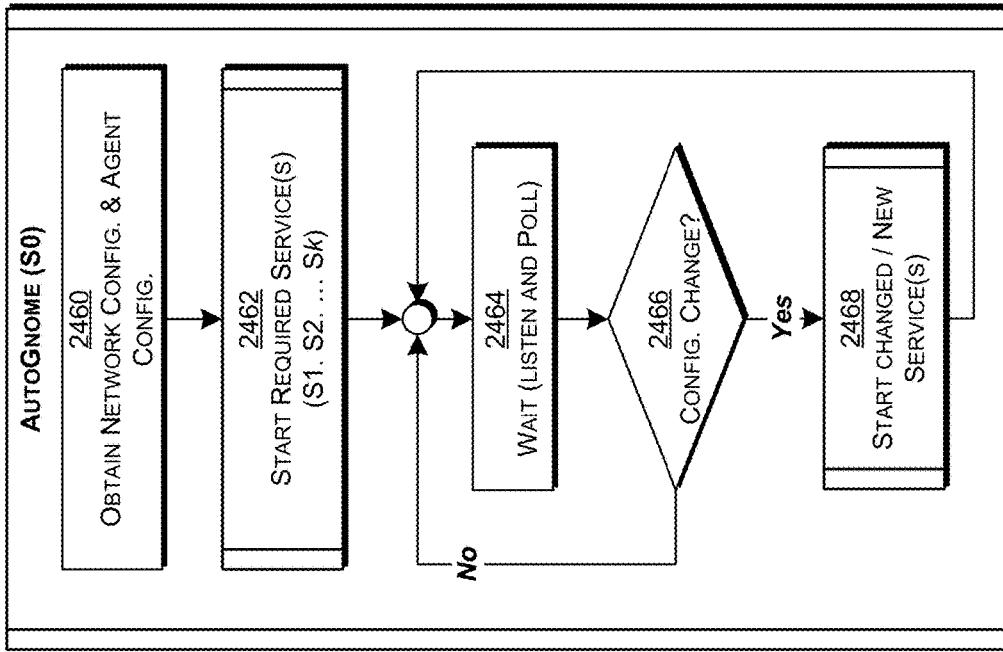 AUTOGNOME (S0)
2460
OBTAIN NETWORK CONFIG. & AGENT
CONFIG.
2462
START REQUIRED SERVICE(S)
(S1. S2. ... Sk)
2464
WAIT (LISTEN AND POLL)
2466
CONFIG. CHANGE?
No
Yes
2468
START CHANGED / NEW
SERVICE(S)